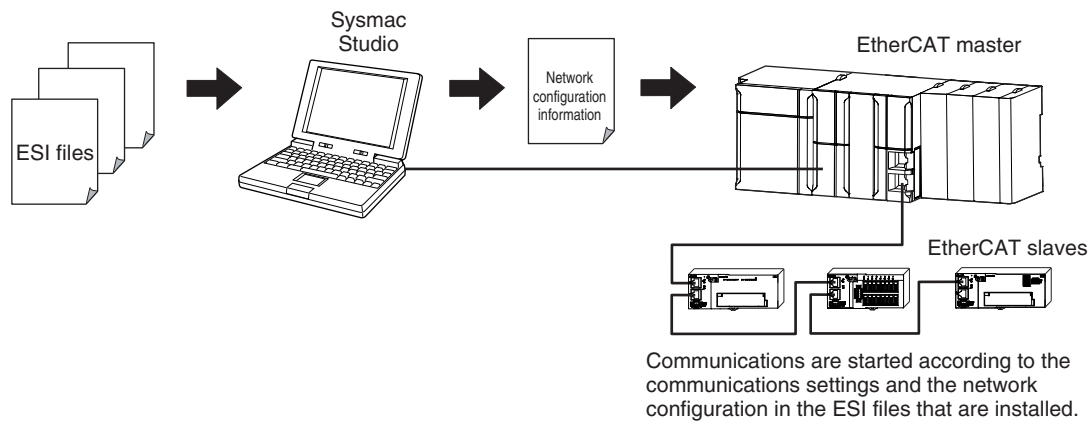 Sysmac
Studio
EtherCAT master
ESI files
Network
configuration
information
EtherCAT slaves
Communications are started according to the
communications settings and the network
configuration in the ESI files that are installed.